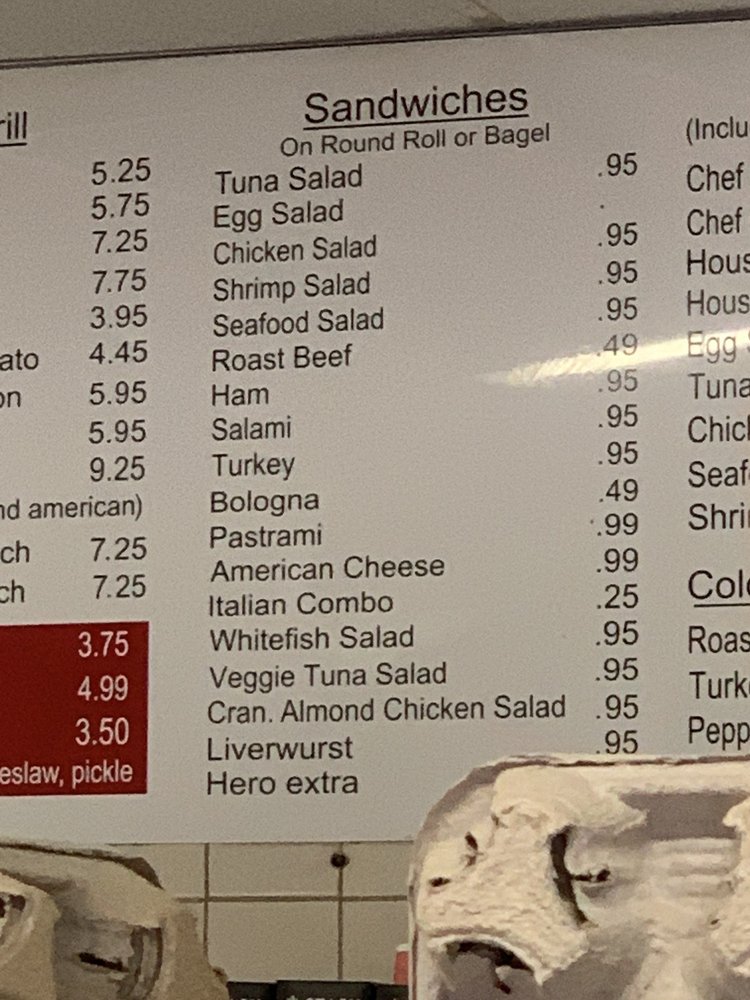 rill
5.25
5.75
7.25
7.75
3.95
ato 4.45
on 5.95
5.95
9.25
nd american)
ch 7.25
ch 7.25
3.75
4.99
3.50
eslaw, pickle
Sandwiches
On Round Roll or Bagel
Tuna Salad .95
Egg Salad .
Chicken Salad .95
Shrimp Salad .95
Seafood Salad .95
Roast Beef .49
Ham .95
Salami .95
Turkey .95
Bologna .49
Pastrami .99
American Cheese .99
Italian Combo .25
Whitefish Salad .95
Veggie Tuna Salad .95
Cran. Almond Chicken Salad .95
Liverwurst .95
Hero extra
(Inclu
Chef
Chef
Hous
Hous
Egg S
Tuna
Chick
Seafo
Shri
Col
Roas
Turk
Pepp